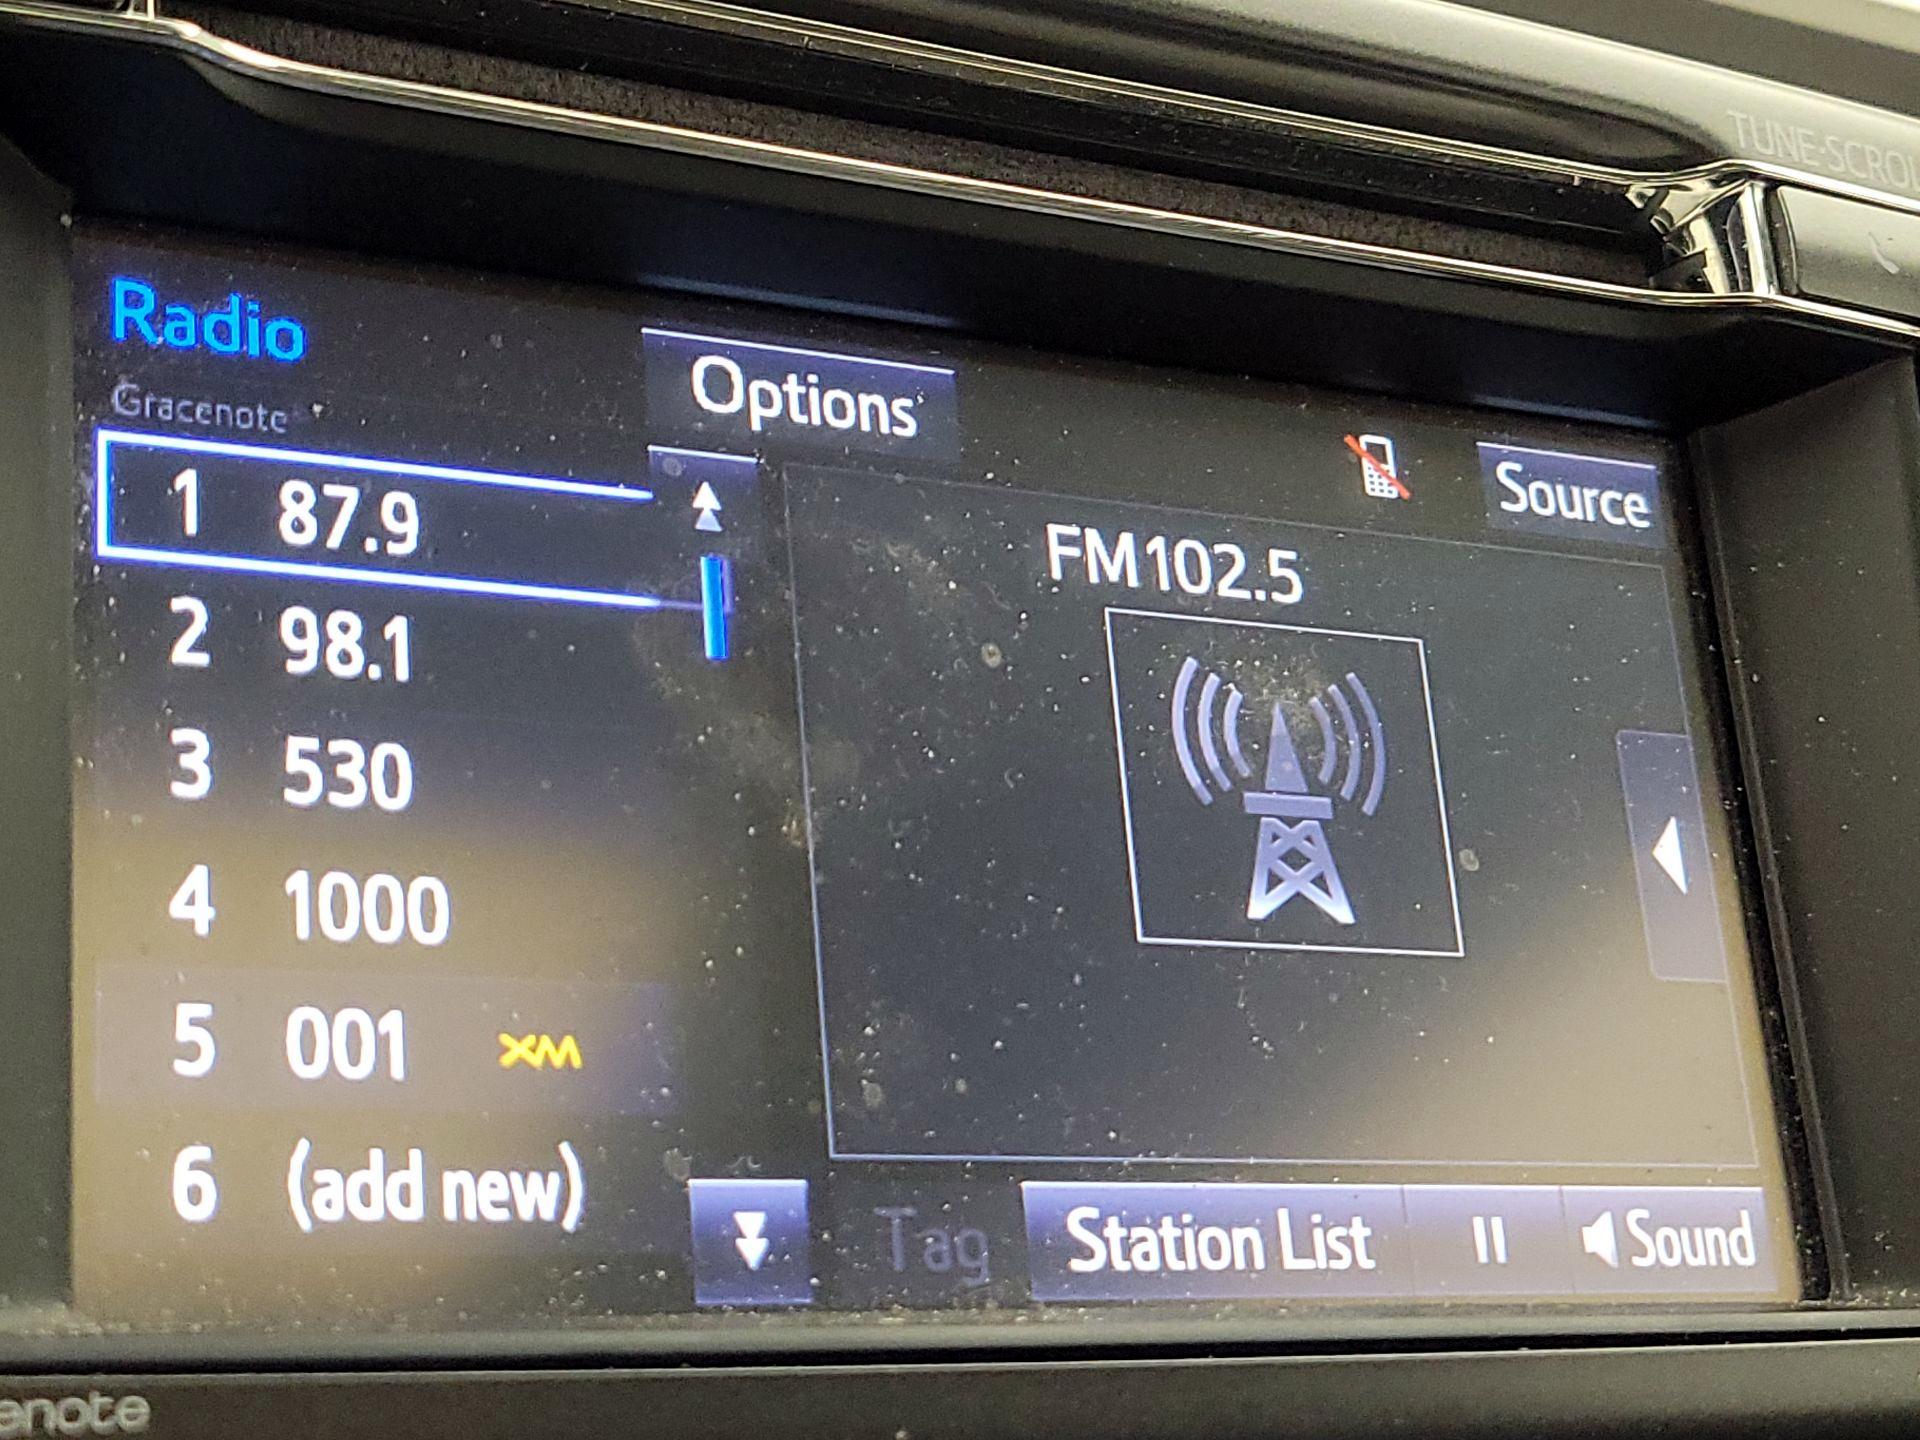 TUNE·SCROL
Radio
Gracenote
Options
Source
1 87.9
2 98.1
3 530
4 1000
5 001 XM
6 (add new)
FM102.5
Tag
Station List
Sound
enote